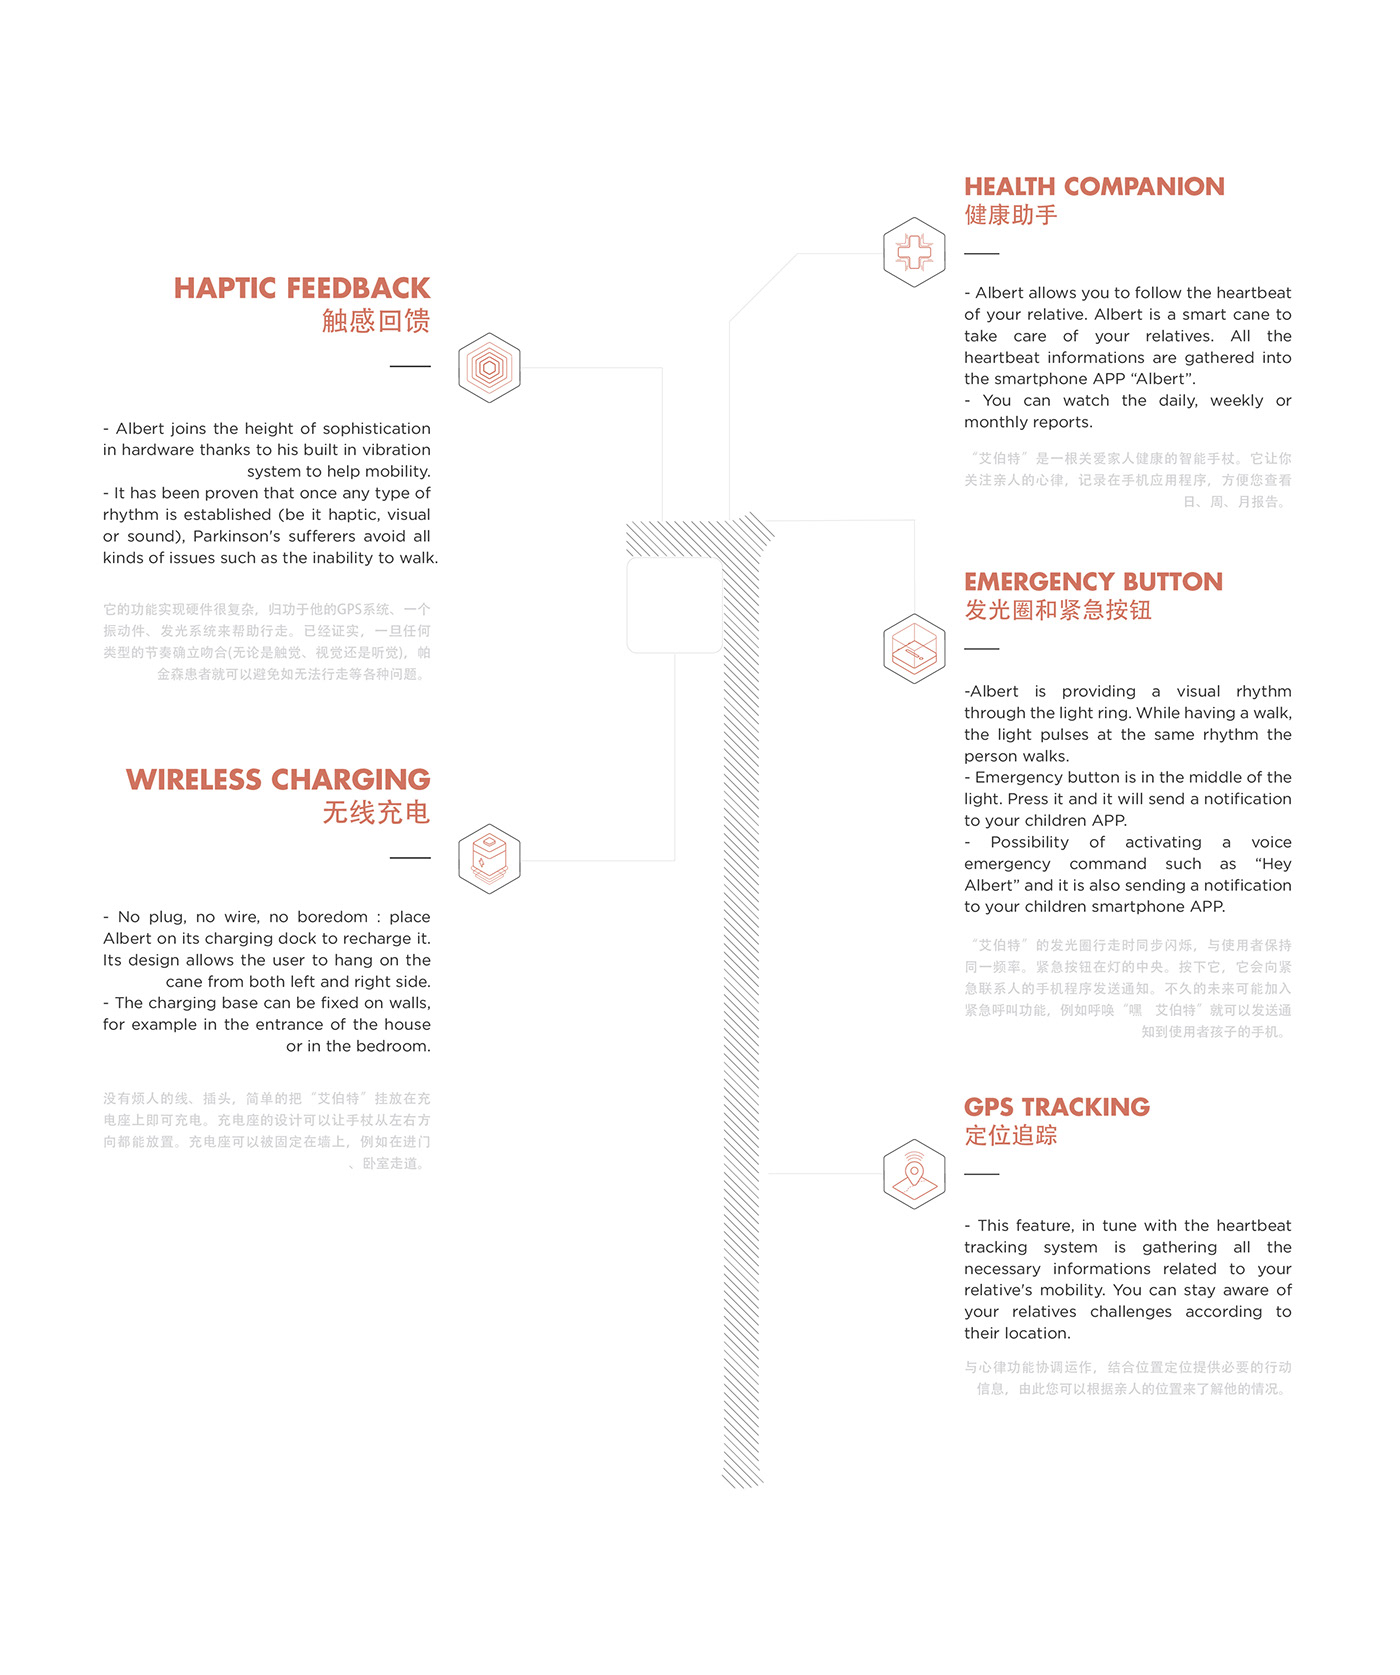 HAPTIC FEEDBACK
触感回馈
- Albert joins the height of sophistication
in hardware thanks to his built in vibration
system to help mobility.
- It has been proven that once any type of
rhythm is established (be it haptic, visual
or sound), Parkinson's sufferers avoid all
kinds of issues such as the inability to walk.
它的功能实现硬件很复杂，归功于他的GPS系统、一个
振动件、发光系统来帮助行走。已经证实，一旦任何
类型的节奏确立吻合(无论是触觉、视觉还是听觉)，帕
金森患者就可以避免如无法行走等各种问题。
WIRELESS CHARGING
无线充电
- No plug, no wire, no boredom : place
Albert on its charging dock to recharge it.
Its design allows the user to hang on the
cane from both left and right side.
- The charging base can be fixed on walls,
for example in the entrance of the house
or in the bedroom.
没有烦人的线、插头，简单的把“艾伯特”挂放在充
电座上即可充电。充电座的设计可以让手杖从左右方
向都能放置。充电座可以被固定在墙上，例如在进门
、卧室走道。
HEALTH COMPANION
健康助手
- Albert allows you to follow the heartbeat
of your relative. Albert is a smart cane to
take care of your relatives. All the
heartbeat informations are gathered into
the smartphone APP “Albert”.
- You can watch the daily, weekly or
monthly reports.
“艾伯特”是一根关爱家人健康的智能手杖。它让你
关注亲人的心律，记录在手机应用程序，方便您查看
日、周、月报告。
EMERGENCY BUTTON
发光圈和紧急按钮
-Albert is providing a visual rhythm
through the light ring. While having a walk,
the light pulses at the same rhythm the
person walks.
- Emergency button is in the middle of the
light. Press it and it will send a notification
to your children APP.
- Possibility of activating a voice
emergency command such as “Hey
Albert” and it is also sending a notification
to your children smartphone APP.
“艾伯特”的发光圈行走时同步闪烁，与使用者保持
同一频率。紧急按钮在灯的中央。按下它，它会向紧
急联系人的手机程序发送通知。不久的未来可能加入
紧急呼叫功能，例如呼唤“嘿 艾伯特”就可以发送通
知到使用者孩子的手机。
GPS TRACKING
定位追踪
- This feature, in tune with the heartbeat
tracking system is gathering all the
necessary informations related to your
relative's mobility. You can stay aware of
your relatives challenges according to
their location.
与心律功能协调运作，结合位置定位提供必要的行动
信息，由此您可以根据亲人的位置来了解他的情况。